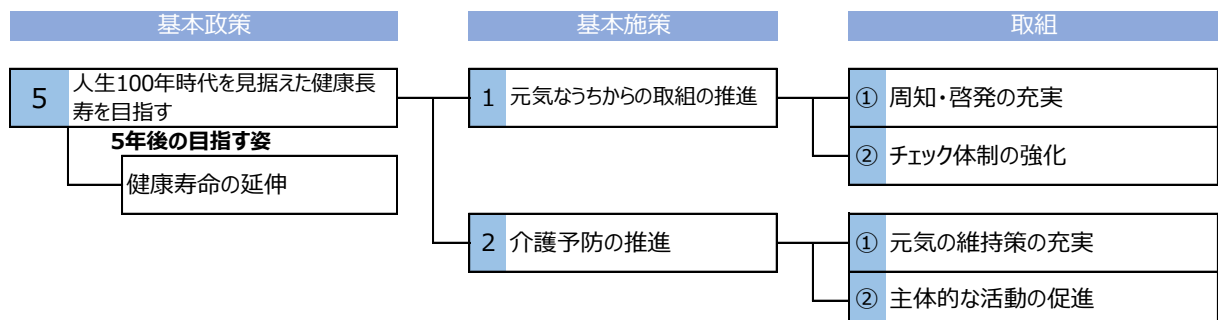 基本政策
基本施策
取組
5
人生100年時代を見据えた健康長
寿を目指す
5年後の目指す姿
健康寿命の延伸
1 元気なうちからの取組の推進
① 周知・啓発の充実
② チェック体制の強化
2 介護予防の推進
① 元気の維持策の充実
② 主体的な活動の促進